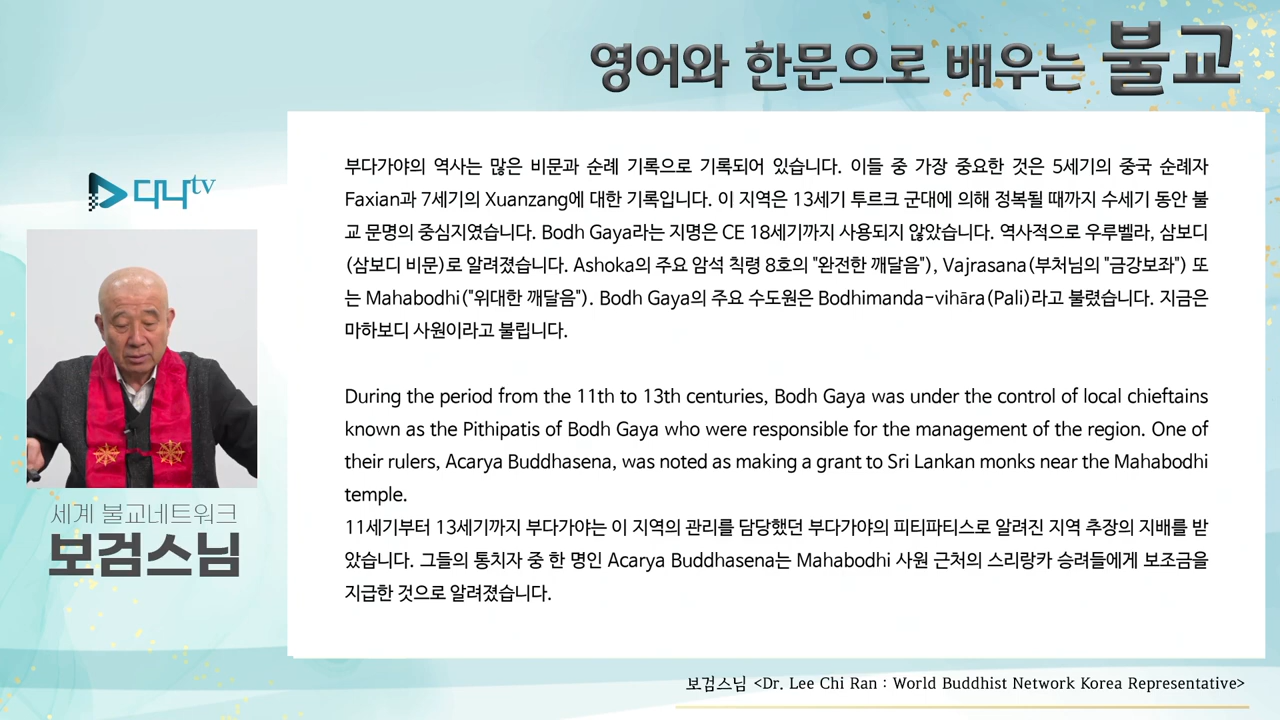 영어와 한문으로 배우는 불교
디나tv
부다가야의 역사는 많은 비문과 순례 기록으로 기록되어 있습니다. 이들 중 가장 중요한 것은 5세기의 중국 순례자
Faxian과 7세기의 Xuanzang에 대한 기록입니다. 이 지역은 13세기 투르크 군대에 의해 정복될 때까지 수세기 동안 불
교 문명의 중심지였습니다. Bodh Gaya라는 지명은 CE 18세기까지 사용되지 않았습니다. 역사적으로 우루벨라, 삼보디
(삼보디 비문)로 알려졌습니다. Ashoka의 주요 암석 칙령 8호의 "완전한 깨달음"), Vajrasana(부처님의 "금강보좌") 또
는 Mahabodhi("위대한 깨달음"). Bodh Gaya의 주요 수도원은 Bodhimanda-vihāra(Pali)라고 불렸습니다. 지금은
마하보디 사원이라고 불립니다.
During the period from the 11th to 13th centuries, Bodh Gaya was under the control of local chieftains
known as the Pithipatis of Bodh Gaya who were responsible for the management of the region. One of
their rulers, Acarya Buddhasena, was noted as making a grant to Sri Lankan monks near the Mahabodhi
temple.
11세기부터 13세기까지 부다가야는 이 지역의 관리를 담당했던 부다가야의 피티파티스로 알려진 지역 추장의 지배를 받
았습니다. 그들의 통치자 중 한 명인 Acarya Buddhasena는 Mahabodhi 사원 근처의 스리랑카 승려들에게 보조금을
지급한 것으로 알려졌습니다.
세계 불교네트워크
보검스님
보검스님 <Dr. Lee Chi Ran : World Buddhist Network Korea Representative>